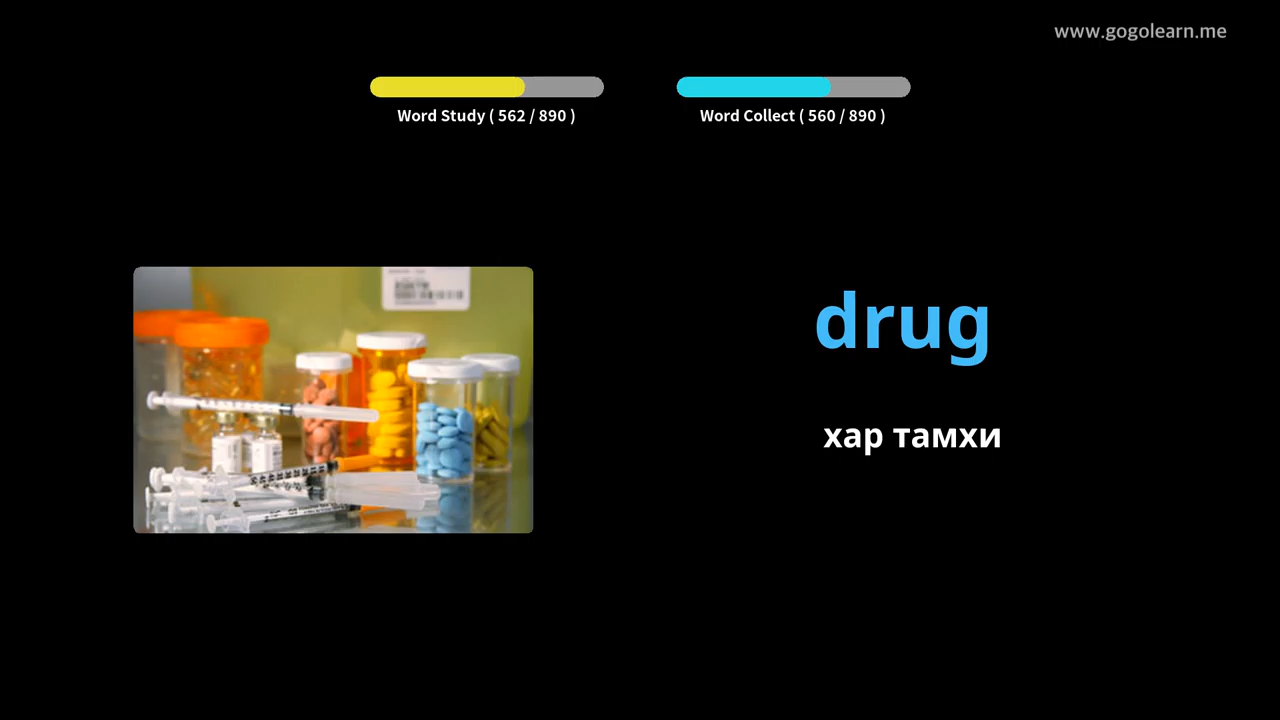 www.gogolearn.me
Word Study ( 562 / 890 )
Word Collect ( 560 / 890 )
drug
хар тамхи